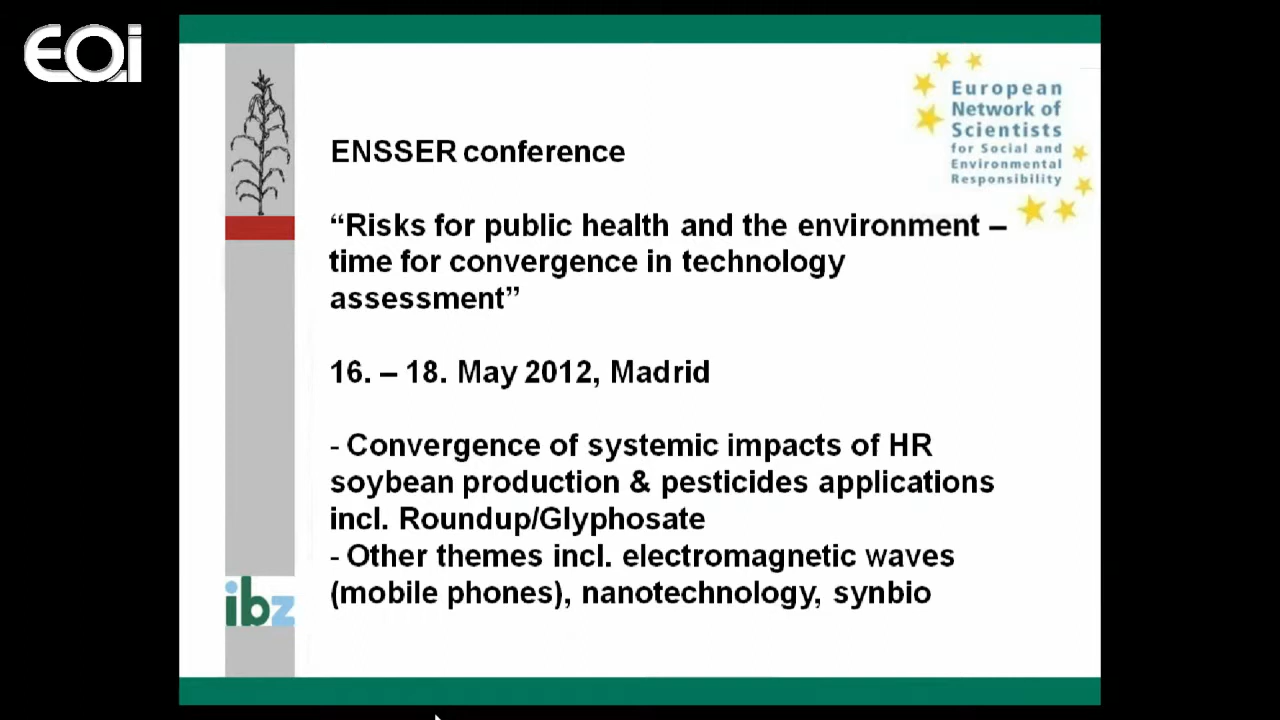 EOi
European
Network of
Scientists
for Social and
Environmental
Responsibility
ENSSER conference
“Risks for public health and the environment –
time for convergence in technology
assessment”
16. – 18. May 2012, Madrid
- Convergence of systemic impacts of HR
soybean production & pesticides applications
incl. Roundup/Glyphosate
- Other themes incl. electromagnetic waves
(mobile phones), nanotechnology, synbio
ibz